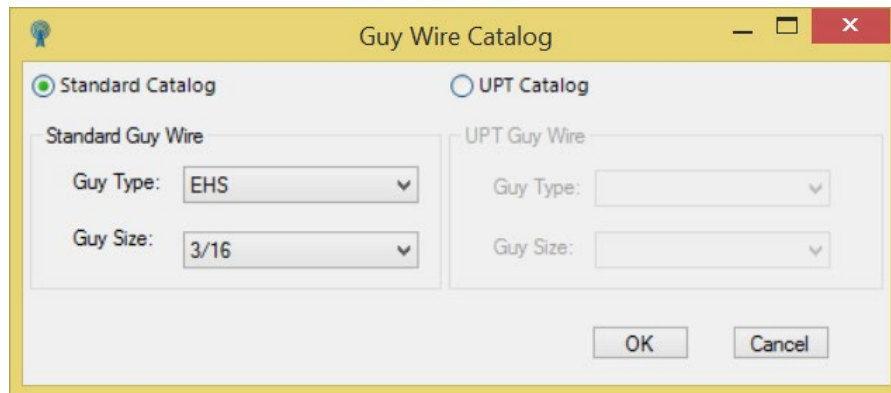 Guy Wire Catalog
Standard Catalog
UPT Catalog
Standard Guy Wire
Guy Type: EHS
Guy Size: 3/16
UPT Guy Wire
Guy Type:
Guy Size:
OK
Cancel